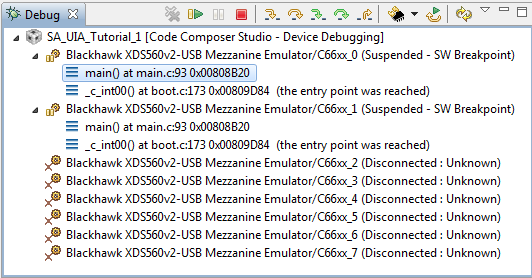 Debug
SA_UIA_Tutorial_1 [Code Composer Studio - Device Debugging]
Blackhawk XDS560v2-USB Mezzanine Emulator/C66xx_0 (Suspended - SW Breakpoint)
main() at main.c:93 0x00808B20
_c_int00() at boot.c:173 0x00809D84 (the entry point was reached)
Blackhawk XDS560v2-USB Mezzanine Emulator/C66xx_1 (Suspended - SW Breakpoint)
main() at main.c:93 0x00808B20
_c_int00() at boot.c:173 0x00809D84 (the entry point was reached)
Blackhawk XDS560v2-USB Mezzanine Emulator/C66xx_2 (Disconnected : Unknown)
Blackhawk XDS560v2-USB Mezzanine Emulator/C66xx_3 (Disconnected : Unknown)
Blackhawk XDS560v2-USB Mezzanine Emulator/C66xx_4 (Disconnected : Unknown)
Blackhawk XDS560v2-USB Mezzanine Emulator/C66xx_5 (Disconnected : Unknown)
Blackhawk XDS560v2-USB Mezzanine Emulator/C66xx_6 (Disconnected : Unknown)
Blackhawk XDS560v2-USB Mezzanine Emulator/C66xx_7 (Disconnected : Unknown)